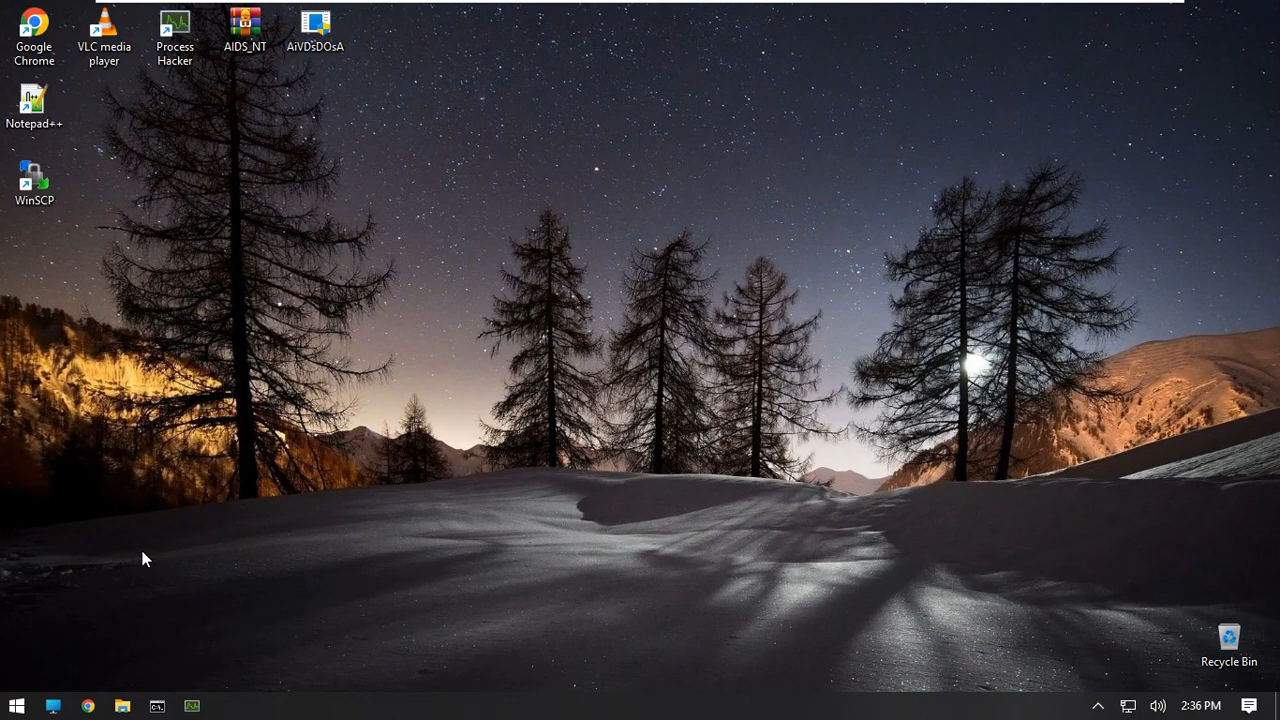 Google
Chrome
VLC media
player
Process
Hacker
AIDS_NT
AiVDsDOsA
Notepad++
WinSCP
Recycle Bin
2:36 PM